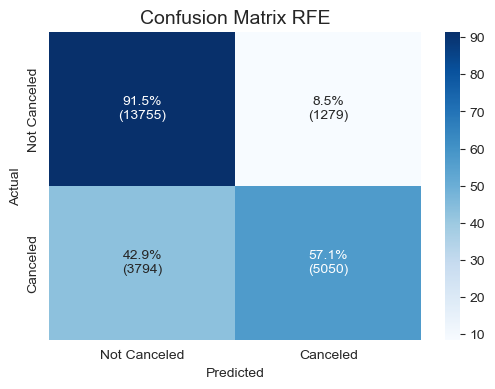 Confusion Matrix RFE
Actual
Not Canceled
91.5%
(13755)
8.5%
(1279)
Canceled
42.9%
(3794)
57.1%
(5050)
Not Canceled
Canceled
Predicted
90
80
70
60
50
40
30
20
10